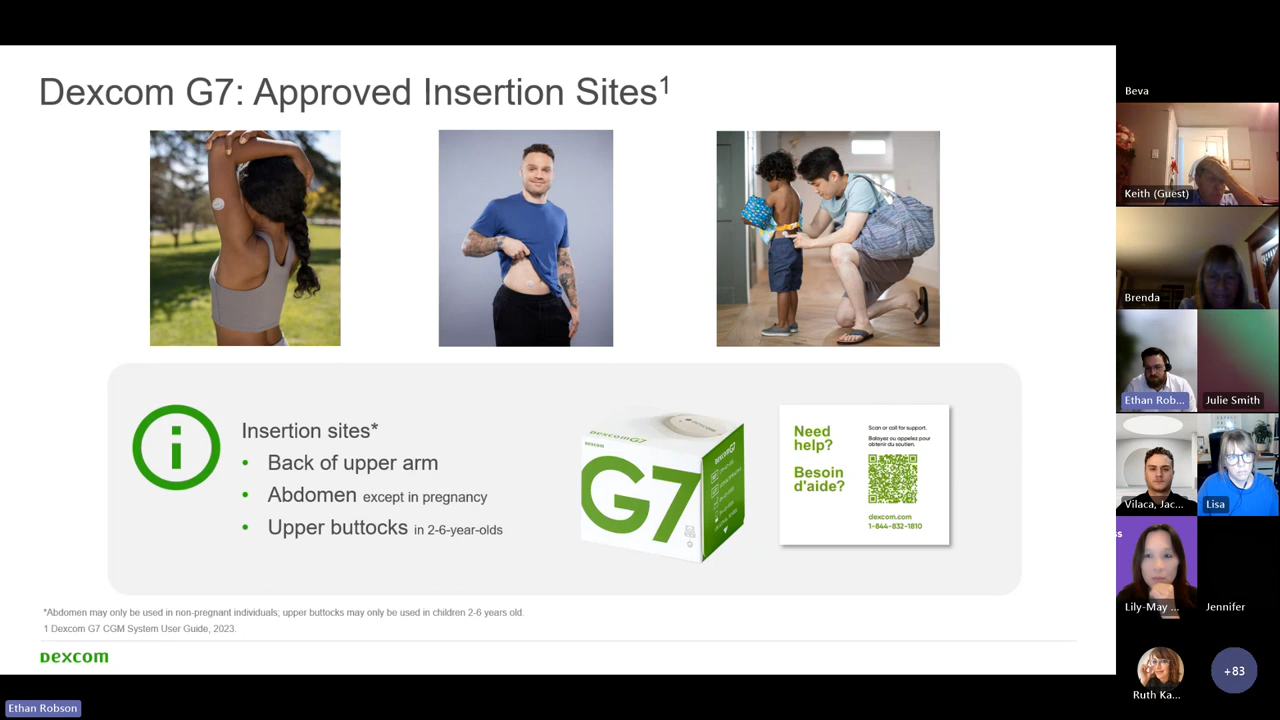 Dexcom G7: Approved Insertion Sites1
Insertion sites*
• Back of upper arm
• Abdomen except in pregnancy
• Upper buttocks in 2-6-year-olds
dexcom G7
dexcom
G7
dexcomG7
Need help?
Besoin d'aide?
Scan or call for support.
Balayez ou appelez pour
obtenir du soutien.
dexcom.com
1-844-832-1810
*Abdomen may only be used in non-pregnant individuals; upper buttocks may only be used in children 2-6 years old.
1 Dexcom G7 CGM System User Guide, 2023.
Dexcom
Ethan Robson
Beva
Keith (Guest)
Brenda
Ethan Rob...
Julie Smith
Vilaca, Jac...
Lisa
Lily-May ...
Jennifer
Ruth Ka...
+83